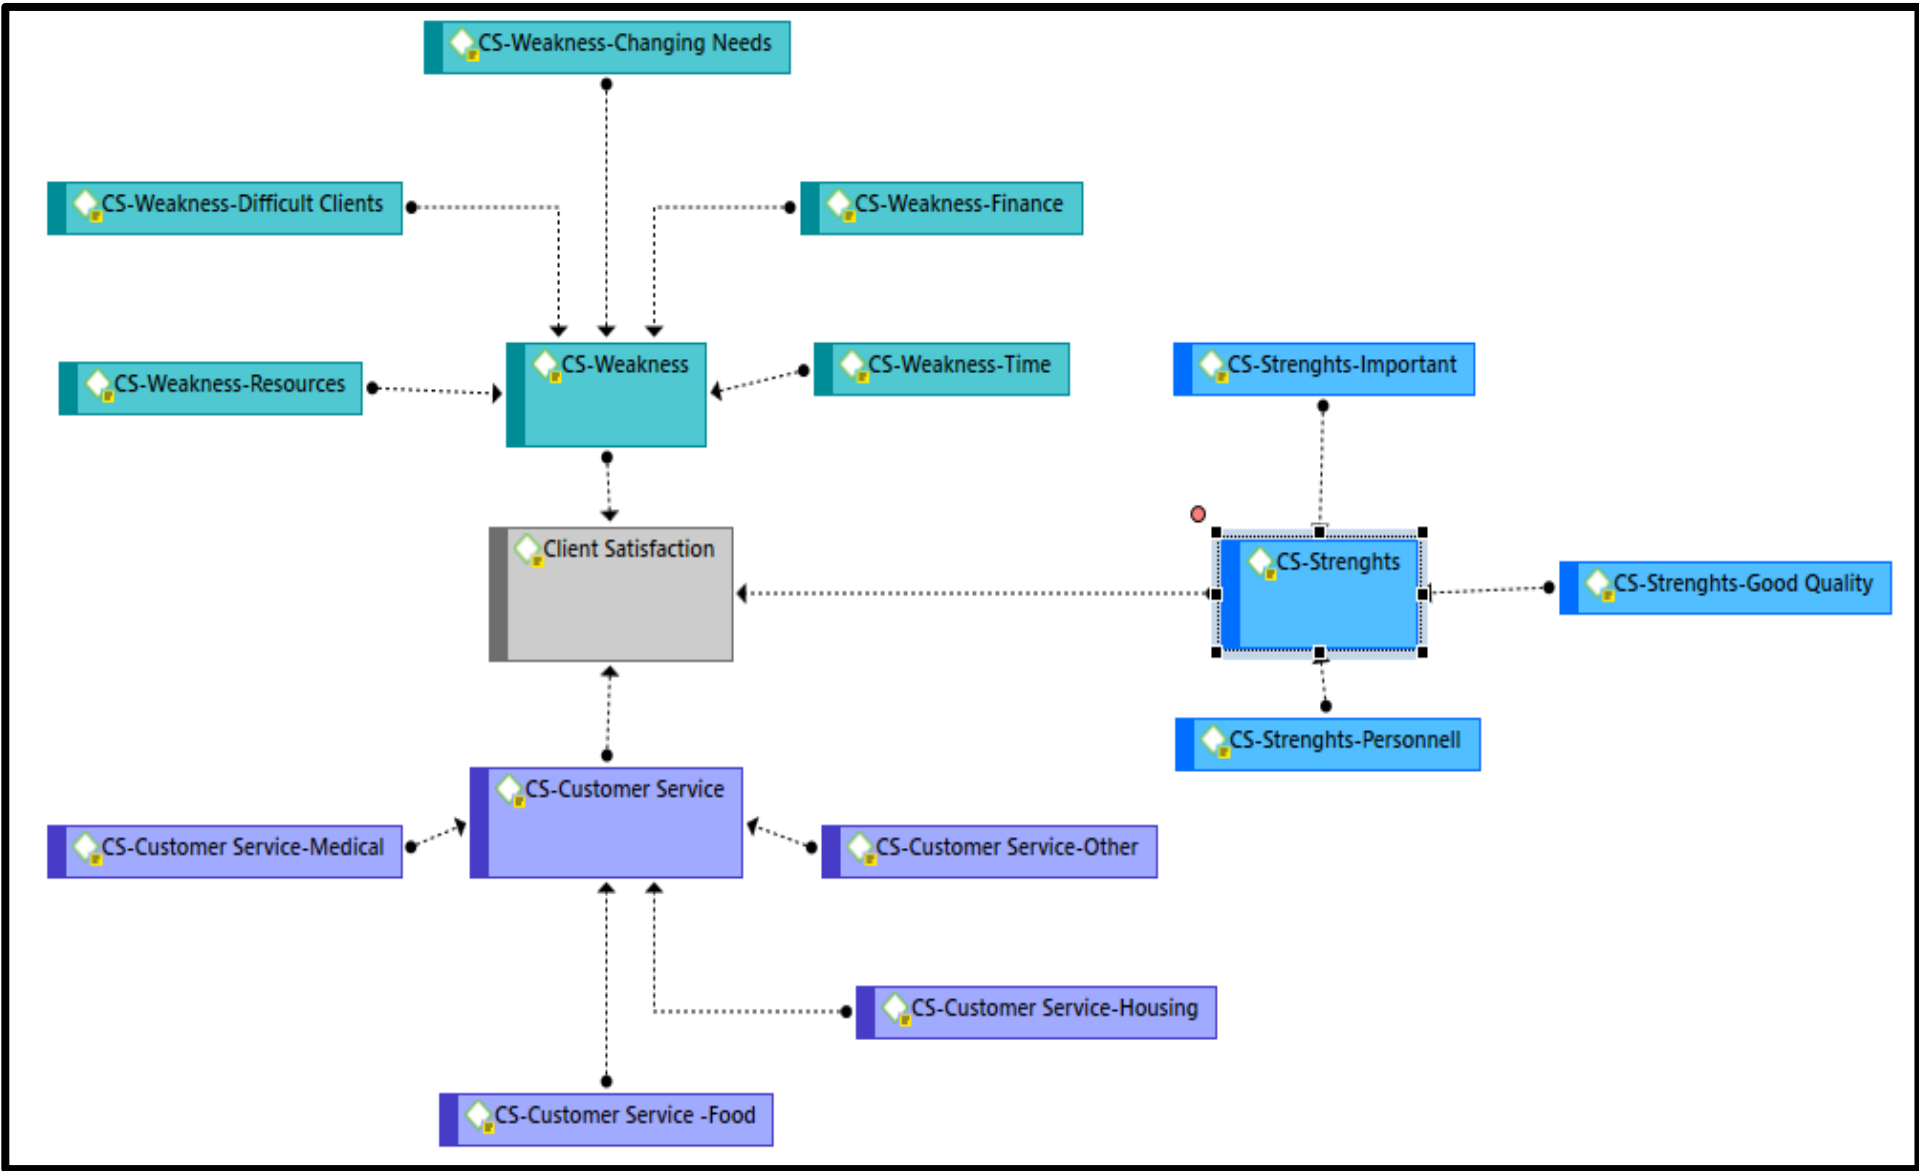 CS-Weakness-Changing Needs
CS-Weakness-Difficult Clients
CS-Weakness-Finance
CS-Weakness-Resources
CS-Weakness
CS-Weakness-Time
CS-Strenghts-Important
Client Satisfaction
CS-Strenghts
CS-Strenghts-Good Quality
CS-Strenghts-Personnell
CS-Customer Service
CS-Customer Service-Medical
CS-Customer Service-Other
CS-Customer Service-Housing
CS-Customer Service -Food